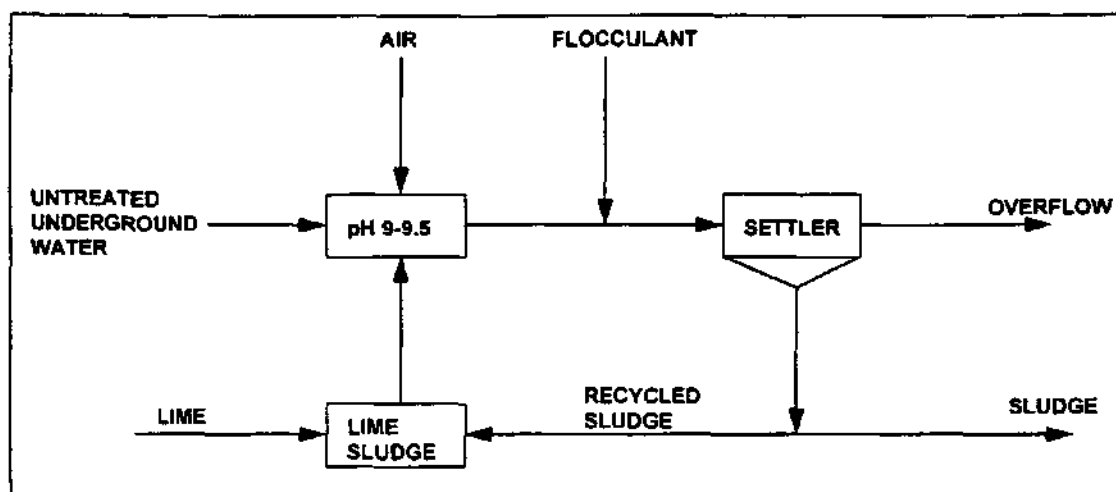 AIR
FLOCCULANT
UNTREATED
UNDERGROUND
WATER
pH 9-9.5
SETTLER
OVERFLOW
LIME
LIME
SLUDGE
RECYCLED
SLUDGE
SLUDGE